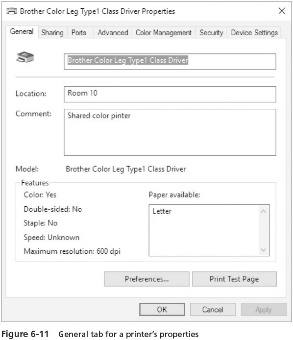 Brother Color Leg Type1 Class Driver Properties
General Sharing Ports Advanced Color Management Security Device Settings
Brother Color Leg Type1 Class Driver
Location: Room 10
Comment: Shared color pinter
Model: Brother Color Leg Type1 Class Driver
Features
Color: Yes Paper available:
Double-sided: No Letter
Staple: No
Speed: Unknown
Maximum resolution: 600 dpi
Preferences... Print Test Page
OK Cancel Apply
Figure 6-11 General tab for a printer's properties